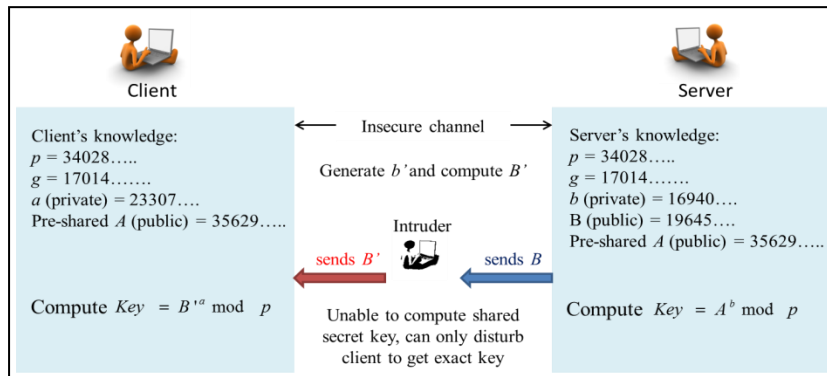 Client
Server
Client's knowledge:
p = 34028…..
g = 17014…….
a (private) = 23307….
Pre-shared A (public) = 35629…..
Compute Key = B'ᵃ mod p
Insecure channel
Generate b' and compute B'
Intruder
sends B'
sends B
Unable to compute shared
secret key, can only disturb
client to get exact key
Server's knowledge:
p = 34028…..
g = 17014…….
b (private) = 16940….
B (public) = 19645…..
Pre-shared A (public) = 35629…..
Compute Key = Aᵇ mod p